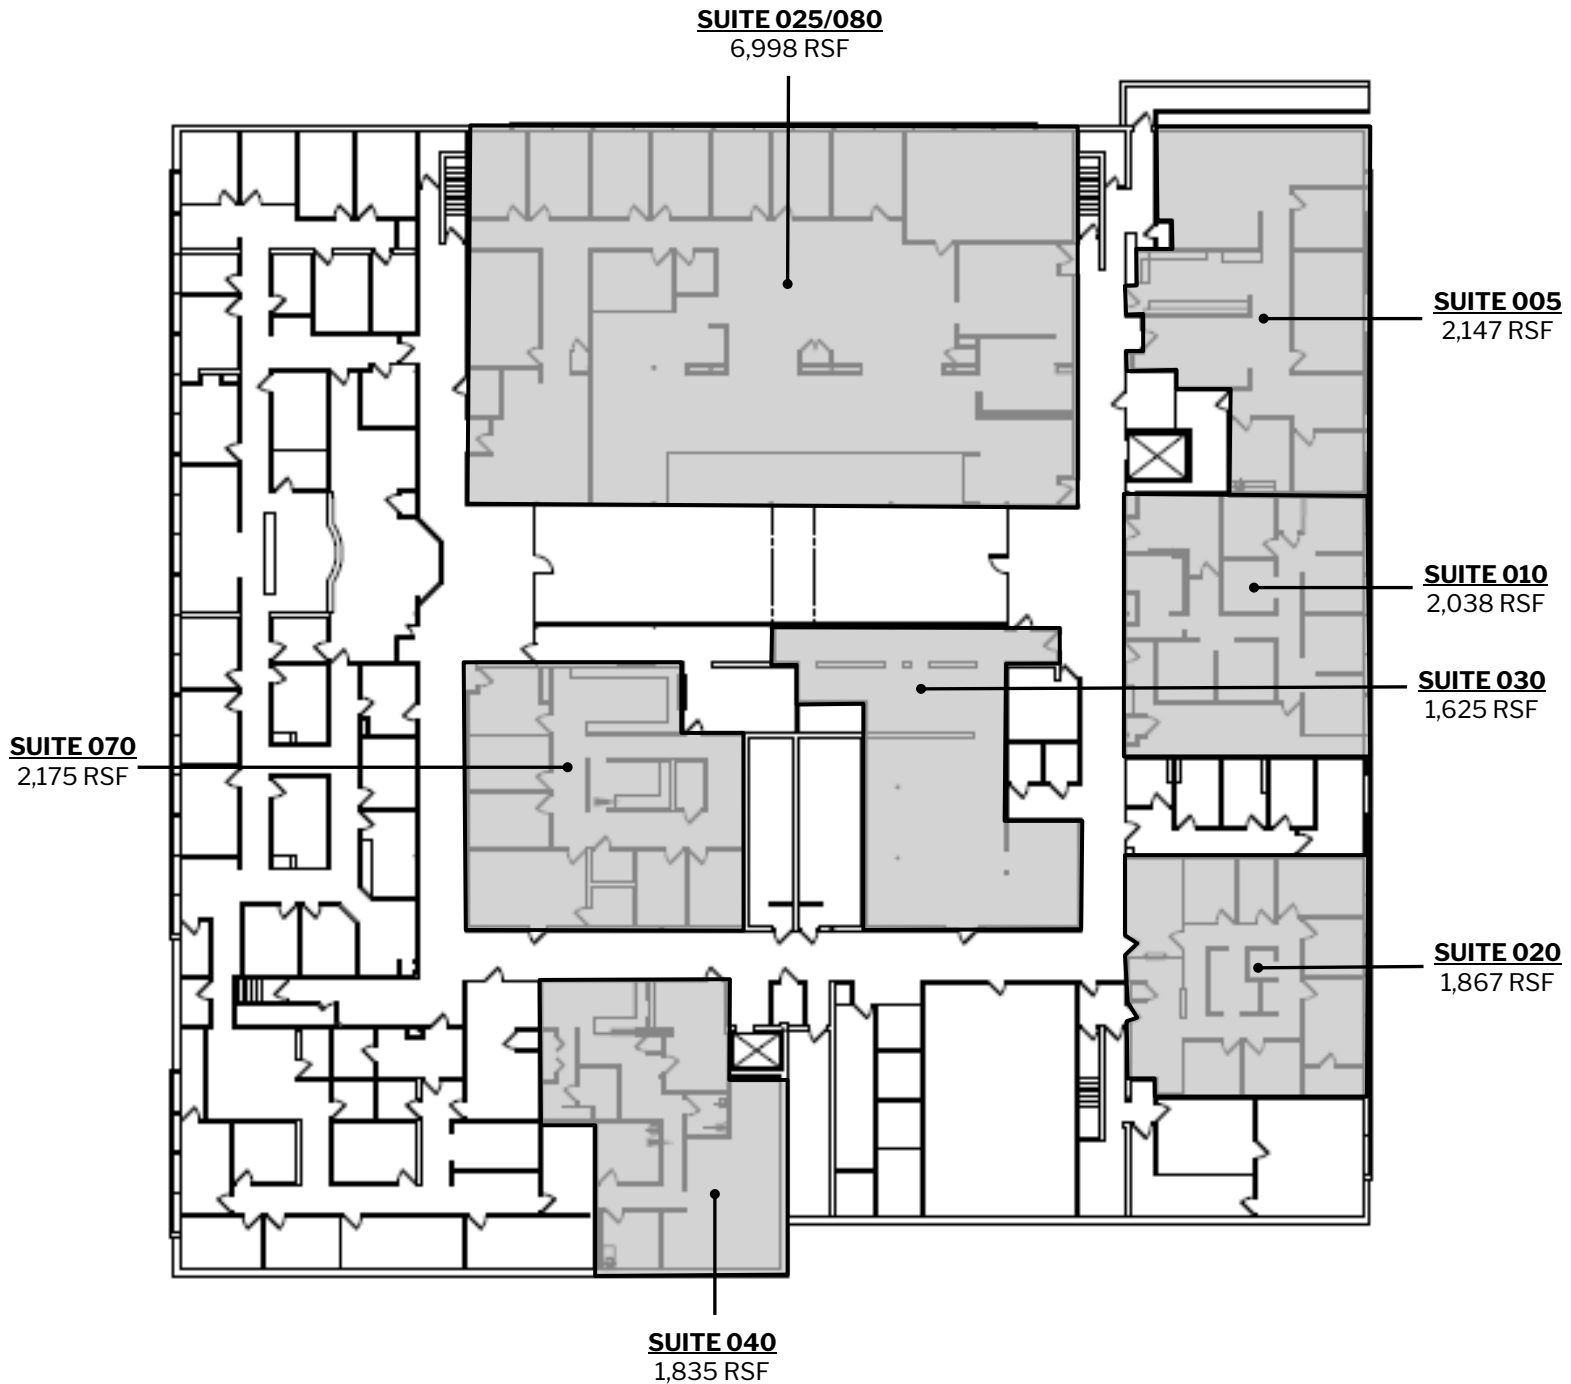 SUITE 025/080
6,998 RSF
SUITE 005
2,147 RSF
SUITE 010
2,038 RSF
SUITE 030
1,625 RSF
SUITE 070
2,175 RSF
SUITE 020
1,867 RSF
SUITE 040
1,835 RSF